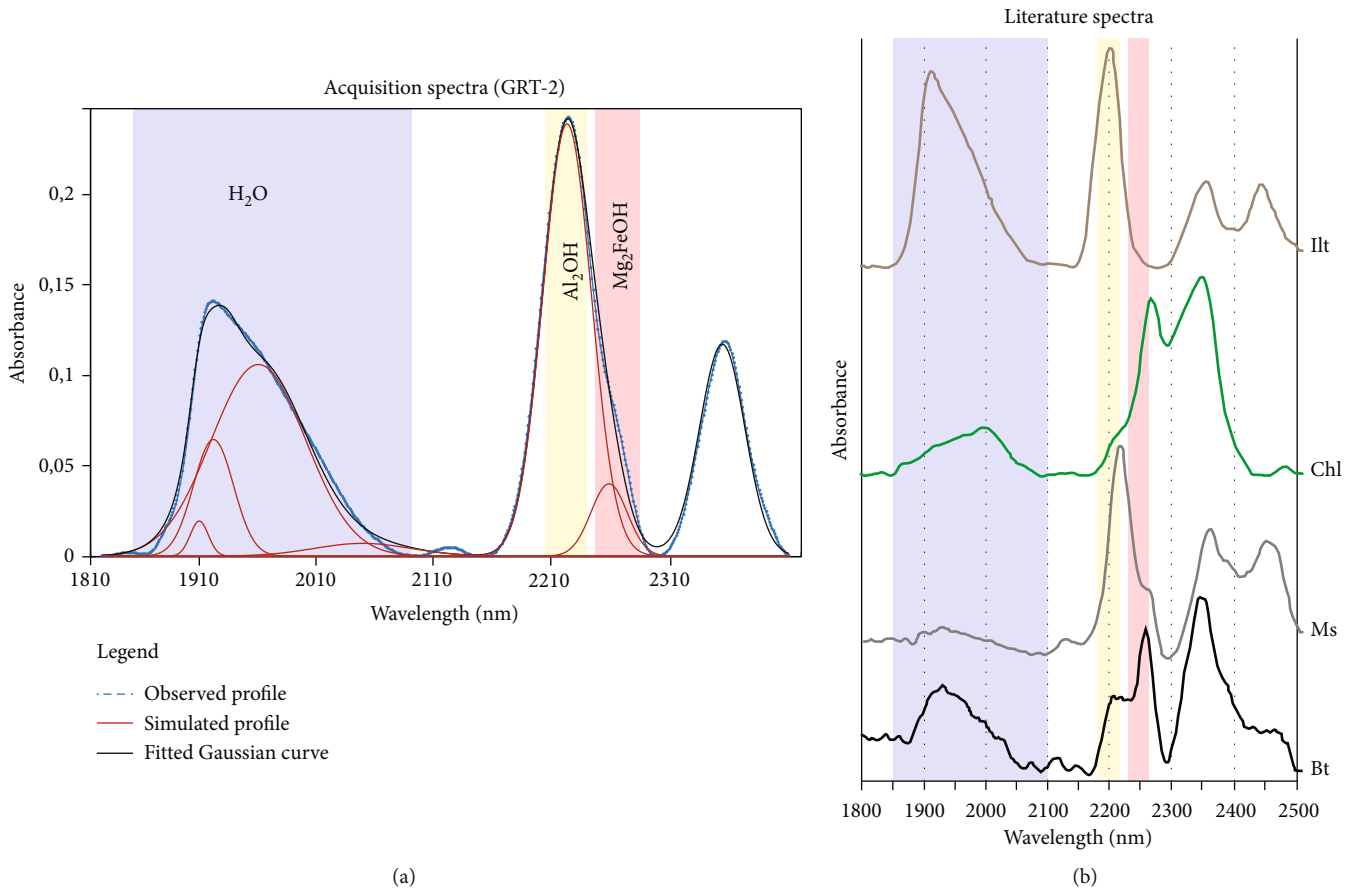 Acquisition spectra (GRT-2)
Absorbance
0,2
0,15
0,1
0,05
0
H₂O
Al₂OH
Mg₂FeOH
1810 1910 2010 2110 2210 2310
Wavelength (nm)
Legend
Observed profile
Simulated profile
Fitted Gaussian curve
(a)
Literature spectra
Absorbance
Ilt
Chl
Ms
Bt
1800 1900 2000 2100 2200 2300 2400 2500
Wavelength (nm)
(b)